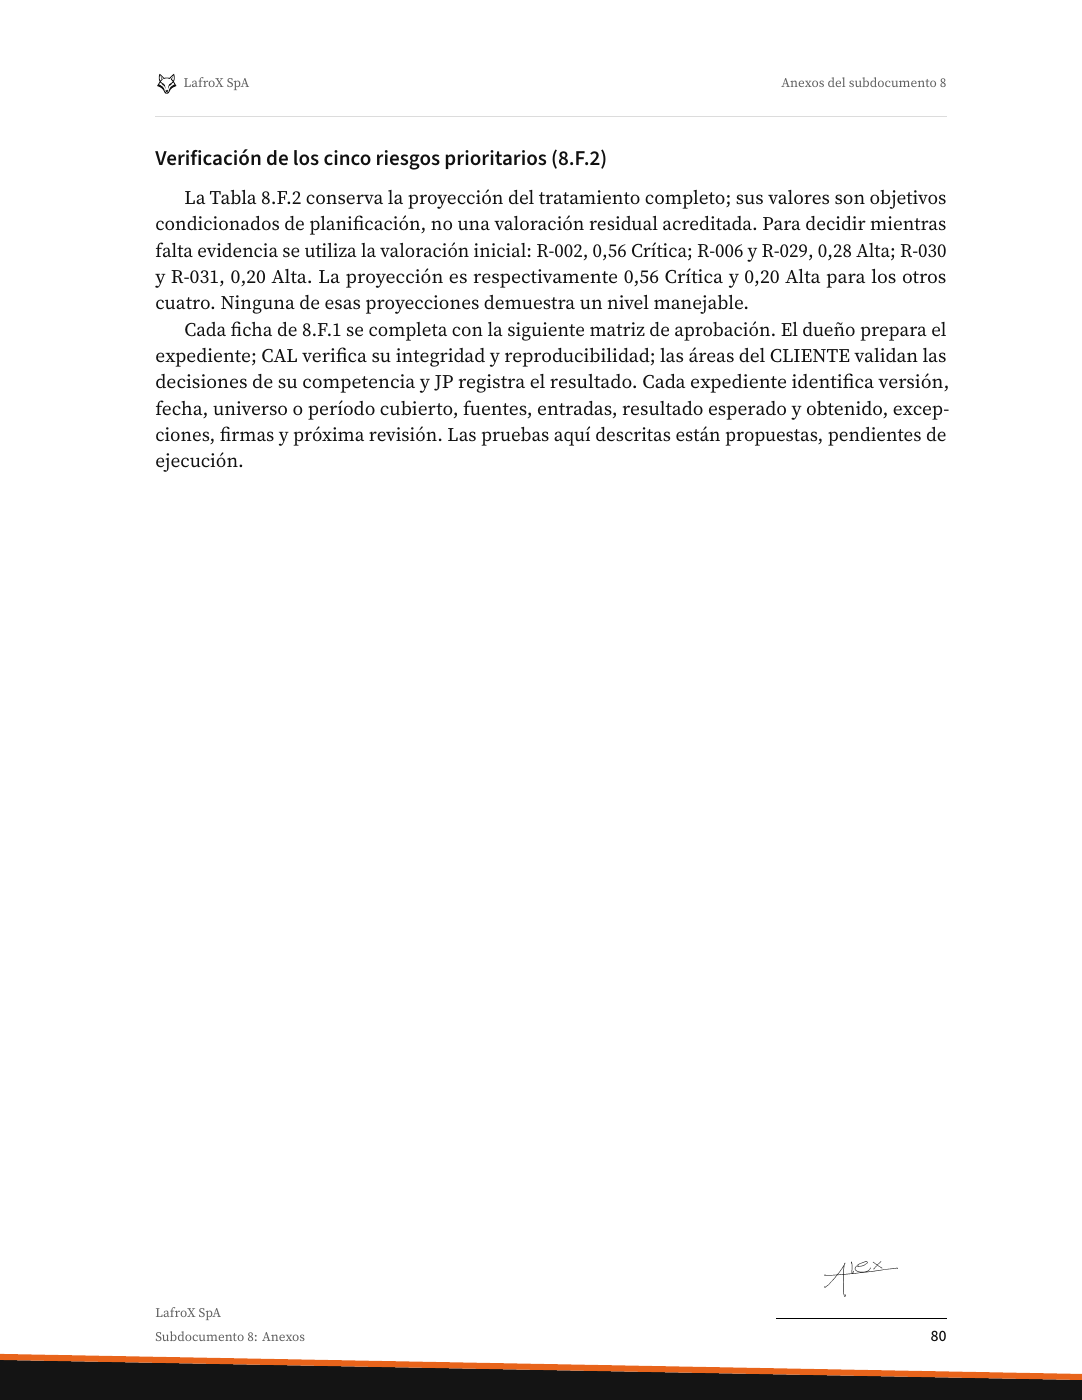 LafroX SpA
Anexos del subdocumento 8
Verificación de los cinco riesgos prioritarios (8.F.2)
La Tabla 8.F.2 conserva la proyección del tratamiento completo; sus valores son objetivos
condicionados de planificación, no una valoración residual acreditada. Para decidir mientras
falta evidencia se utiliza la valoración inicial: R-002, 0,56 Crítica; R-006 y R-029, 0,28 Alta; R-030
y R-031, 0,20 Alta. La proyección es respectivamente 0,56 Crítica y 0,20 Alta para los otros
cuatro. Ninguna de esas proyecciones demuestra un nivel manejable.
Cada ficha de 8.F.1 se completa con la siguiente matriz de aprobación. El dueño prepara el
expediente; CAL verifica su integridad y reproducibilidad; las áreas del CLIENTE validan las
decisiones de su competencia y JP registra el resultado. Cada expediente identifica versión,
fecha, universo o período cubierto, fuentes, entradas, resultado esperado y obtenido, excep-
ciones, firmas y próxima revisión. Las pruebas aquí descritas están propuestas, pendientes de
ejecución.
Alex
LafroX SpA
Subdocumento 8: Anexos
80